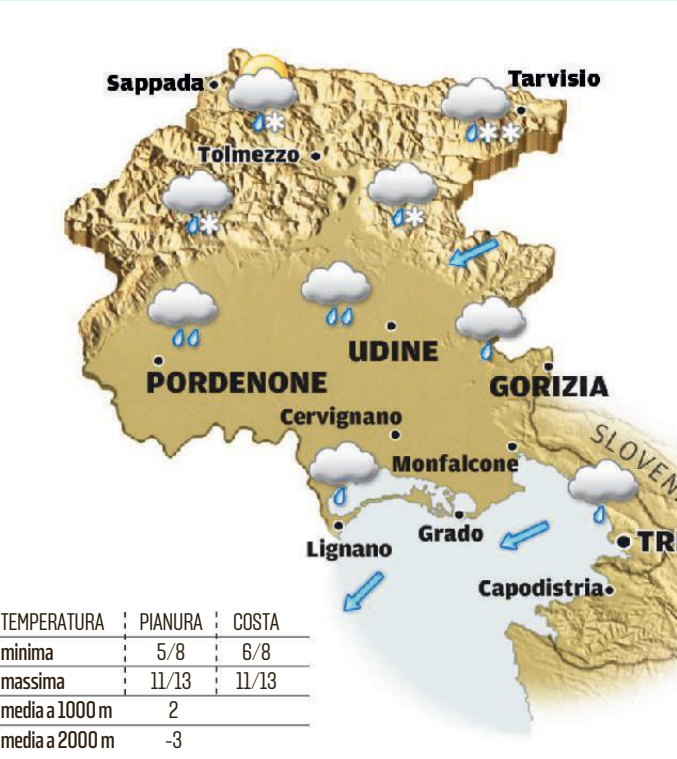 Sappada
Tarvisio
Tolmezzo
UDINE
PORDENONE
GORIZIA
Cervignano
SLOVEN
Monfalcone
Grado
TR
Lignano
Capodistria
TEMPERATURA PIANURA COSTA
minima 5/8 6/8
massima 11/13 11/13
media a 1000 m 2
media a 2000 m -3